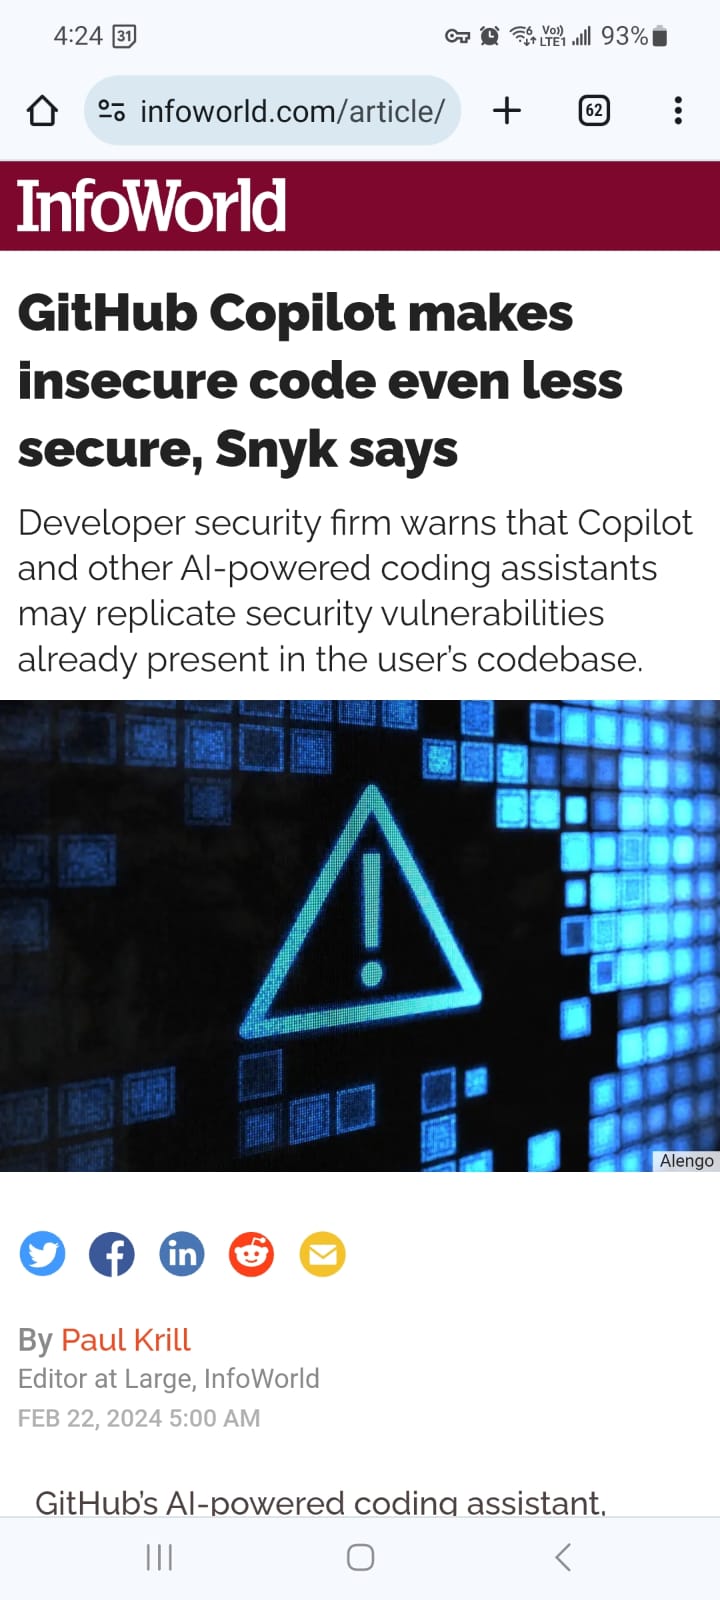 4:24 31 Vo)) LTE1 93%
infoworld.com/article/ 62
InfoWorld
GitHub Copilot makes
insecure code even less
secure, Snyk says
Developer security firm warns that Copilot
and other AI-powered coding assistants
may replicate security vulnerabilities
already present in the user's codebase.
Alengo
By Paul Krill
Editor at Large, InfoWorld
FEB 22, 2024 5:00 AM
GitHub's AI-powered coding assistant,